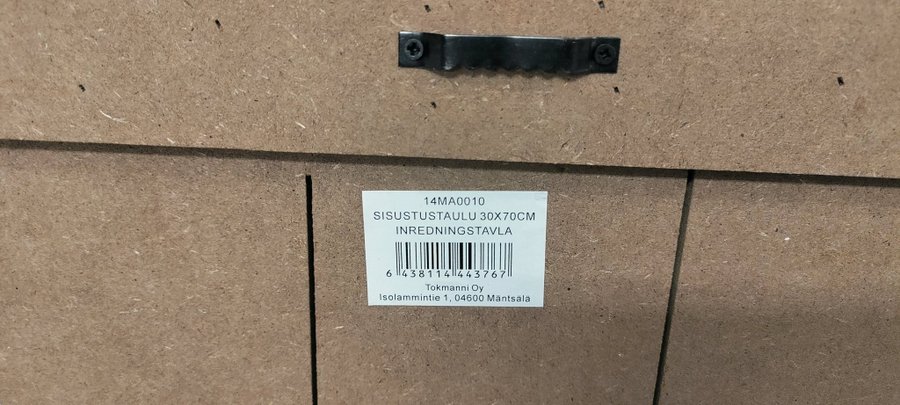 14MA0010
SISUSTUSTAULU 30X70CM
INREDNINGSTAVLA
6 438114 443767
Tokmanni Oy
Isolammintie 1, 04600 Mäntsälä